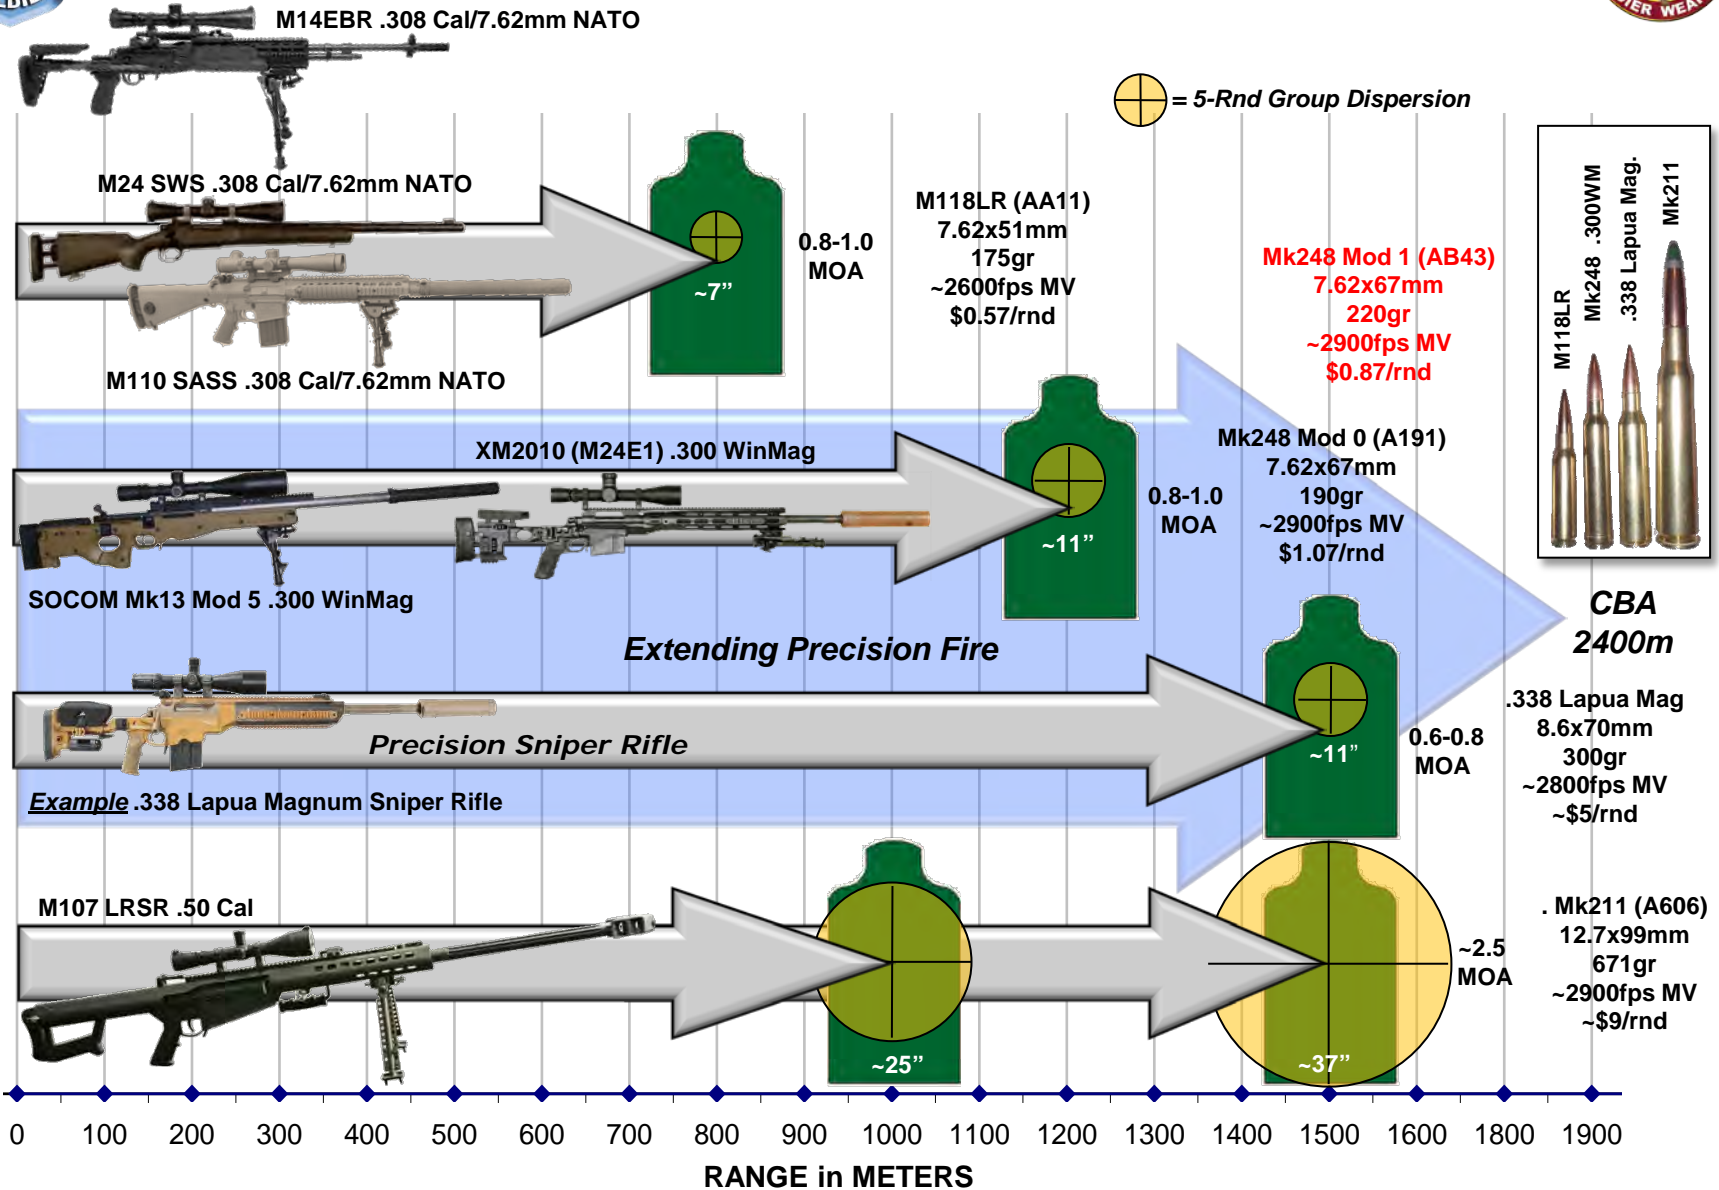 M14EBR .308 Cal/7.62mm NATO
= 5-Rnd Group Dispersion
M24 SWS .308 Cal/7.62mm NATO
~7”
0.8-1.0
MOA
M118LR (AA11)
7.62x51mm
175gr
~2600fps MV
$0.57/rnd
Mk248 Mod 1 (AB43)
7.62x67mm
220gr
~2900fps MV
$0.87/rnd
M118LR
Mk248 .300WM
.338 Lapua Mag.
Mk211
M110 SASS .308 Cal/7.62mm NATO
XM2010 (M24E1) .300 WinMag
~11”
0.8-1.0
MOA
Mk248 Mod 0 (A191)
7.62x67mm
190gr
~2900fps MV
$1.07/rnd
SOCOM Mk13 Mod 5 .300 WinMag
CBA
2400m
Extending Precision Fire
Precision Sniper Rifle
~11”
0.6-0.8
MOA
.338 Lapua Mag
8.6x70mm
300gr
~2800fps MV
~$5/rnd
Example .338 Lapua Magnum Sniper Rifle
M107 LRSR .50 Cal
~25”
~37”
~2.5
MOA
. Mk211 (A606)
12.7x99mm
671gr
~2900fps MV
~$9/rnd
0 100 200 300 400 500 600 700 800 900 1000 1100 1200 1300 1400 1500 1600 1700 1800 1900
RANGE in METERS